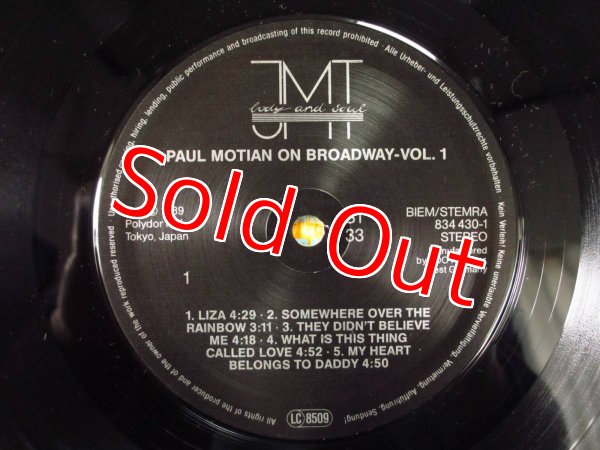 Unauthorised copying, hiring, lending, public performance and broadcasting of this record prohibited · Alle Urheber- und Leistungsschutzrechte vorbehalten
Kein Verleih! Keine unerlaubte Vervielfältigung, Vermietung, Aufführung, Sendung!
All rights of the producer and of the owner of the work reproduced reserved
JMT
body and soul
PAUL MOTIAN ON BROADWAY-VOL. 1
Sold Out
89
Polydor
Tokyo, Japan
33
BIEM/STEMRA
834 430-1
STEREO
1
1. LIZA 4:29 · 2. SOMEWHERE OVER THE
RAINBOW 3:11 · 3. THEY DIDN'T BELIEVE
ME 4:18 · 4. WHAT IS THIS THING
CALLED LOVE 4:52 · 5. MY HEART
BELONGS TO DADDY 4:50
LC 8509